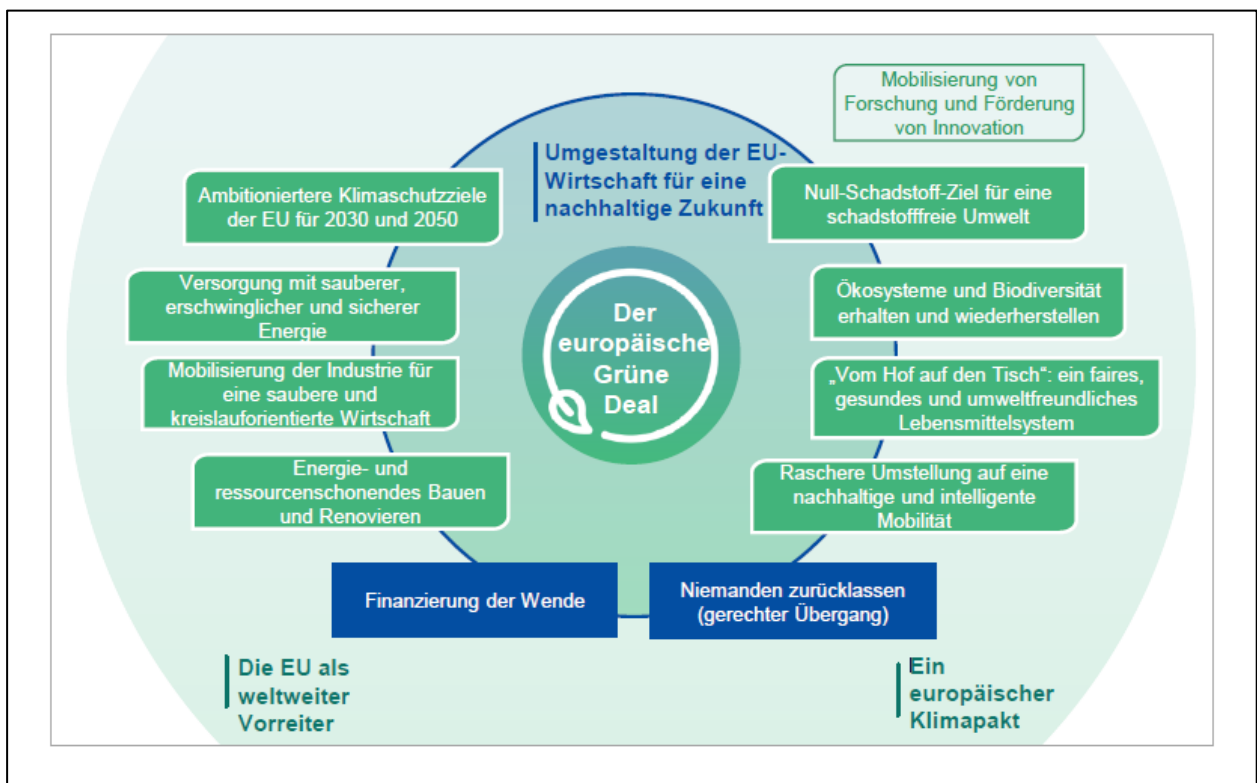 Mobilisierung von
Forschung und Förderung
von Innovation
Umgestaltung der EU-
Wirtschaft für eine
nachhaltige Zukunft
Ambitioniertere Klimaschutzziele
der EU für 2030 und 2050
Null-Schadstoff-Ziel für eine
schadstofffreie Umwelt
Versorgung mit sauberer,
erschwinglicher und sicherer
Energie
Ökosysteme und Biodiversität
erhalten und wiederherstellen
Der
europäische
Grüne
Deal
Mobilisierung der Industrie für
eine saubere und
kreislauforientierte Wirtschaft
„Vom Hof auf den Tisch“: ein faires,
gesundes und umweltfreundliches
Lebensmittelsystem
Energie- und
ressourcenschonendes Bauen
und Renovieren
Raschere Umstellung auf eine
nachhaltige und intelligente
Mobilität
Finanzierung der Wende
Niemanden zurücklassen
(gerechter Übergang)
Die EU als
weltweiter
Vorreiter
Ein
europäischer
Klimapakt